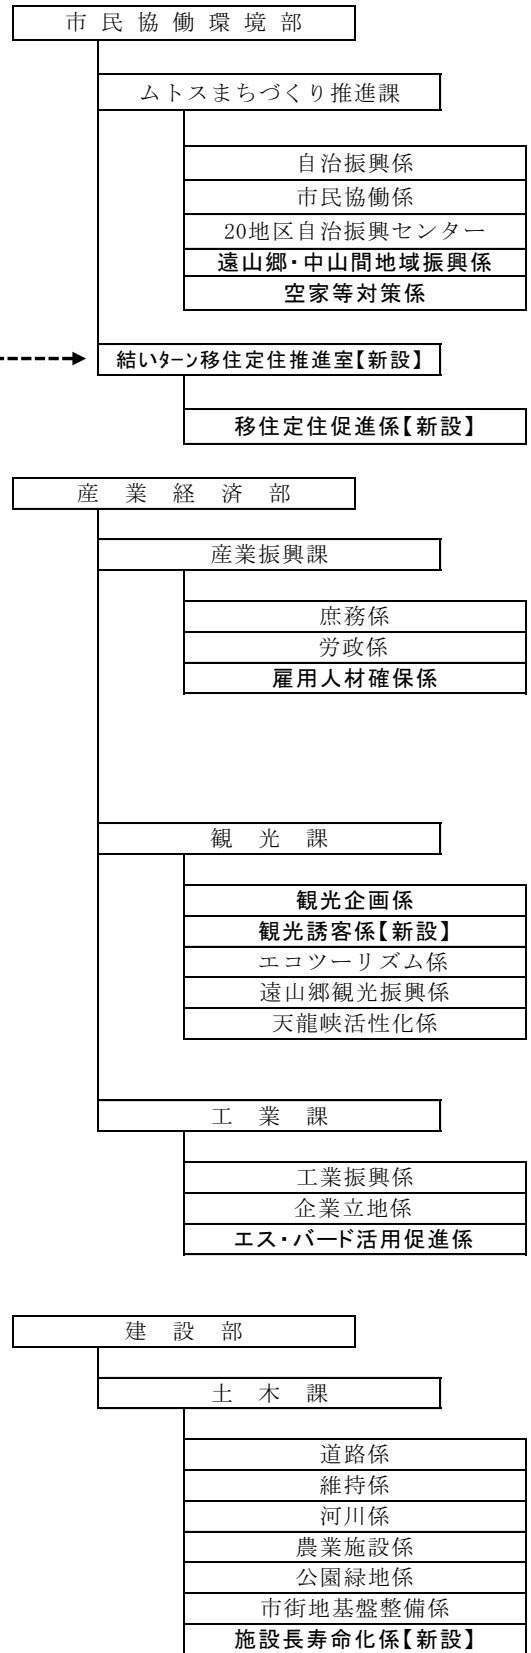 市民協働環境部
ムトスまちづくり推進課
自治振興係
市民協働係
20地区自治振興センター
遠山郷・中山間地域振興係
空家等対策係
結いターン移住定住推進室【新設】
移住定住促進係【新設】
産業経済部
産業振興課
庶務係
労政係
雇用人材確保係
観光課
観光企画係
観光誘客係【新設】
エコツーリズム係
遠山郷観光振興係
天龍峡活性化係
工業課
工業振興係
企業立地係
エス・バード活用促進係
建設部
土木課
道路係
維持係
河川係
農業施設係
公園緑地係
市街地基盤整備係
施設長寿命化係【新設】